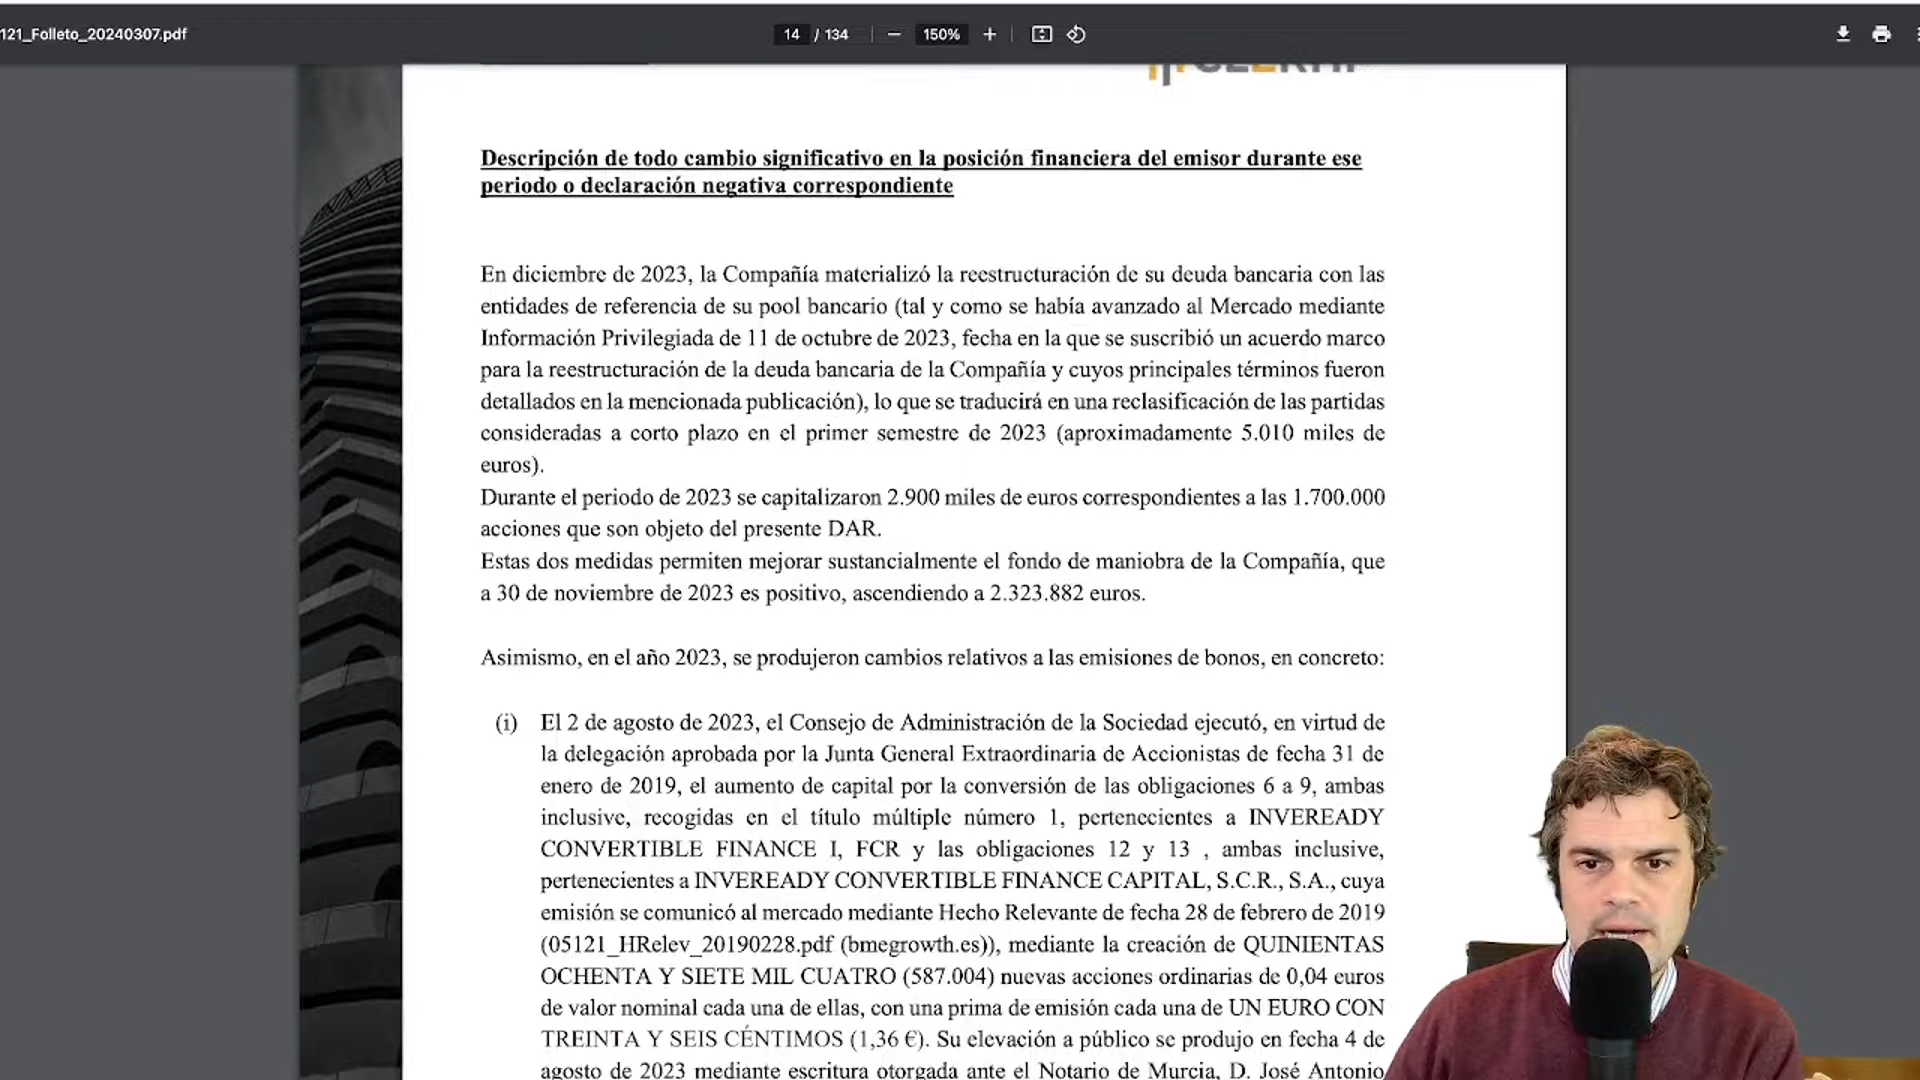 121_Folleto_20240307.pdf
14 / 134
150%
Descripción de todo cambio significativo en la posición financiera del emisor durante ese
periodo o declaración negativa correspondiente
En diciembre de 2023, la Compañía materializó la reestructuración de su deuda bancaria con las
entidades de referencia de su pool bancario (tal y como se había avanzado al Mercado mediante
Información Privilegiada de 11 de octubre de 2023, fecha en la que se suscribió un acuerdo marco
para la reestructuración de la deuda bancaria de la Compañía y cuyos principales términos fueron
detallados en la mencionada publicación), lo que se traducirá en una reclasificación de las partidas
consideradas a corto plazo en el primer semestre de 2023 (aproximadamente 5.010 miles de
euros).
Durante el periodo de 2023 se capitalizaron 2.900 miles de euros correspondientes a las 1.700.000
acciones que son objeto del presente DAR.
Estas dos medidas permiten mejorar sustancialmente el fondo de maniobra de la Compañía, que
a 30 de noviembre de 2023 es positivo, ascendiendo a 2.323.882 euros.
Asimismo, en el año 2023, se produjeron cambios relativos a las emisiones de bonos, en concreto:
(i) El 2 de agosto de 2023, el Consejo de Administración de la Sociedad ejecutó, en virtud de
la delegación aprobada por la Junta General Extraordinaria de Accionistas de fecha 31 de
enero de 2019, el aumento de capital por la conversión de las obligaciones 6 a 9, ambas
inclusive, recogidas en el título múltiple número 1, pertenecientes a INVEREADY
CONVERTIBLE FINANCE I, FCR y las obligaciones 12 y 13 , ambas inclusive,
pertenecientes a INVEREADY CONVERTIBLE FINANCE CAPITAL, S.C.R., S.A., cuya
emisión se comunicó al mercado mediante Hecho Relevante de fecha 28 de febrero de 2019
(05121_HRelev_20190228.pdf (bmegrowth.es)), mediante la creación de QUINIENTAS
OCHENTA Y SIETE MIL CUATRO (587.004) nuevas acciones ordinarias de 0,04 euros
de valor nominal cada una de ellas, con una prima de emisión cada una de UN EURO CON
TREINTA Y SEIS CÉNTIMOS (1,36 €). Su elevación a público se produjo en fecha 4 de
agosto de 2023 mediante escritura otorgada ante el Notario de Murcia, D. José Antonio